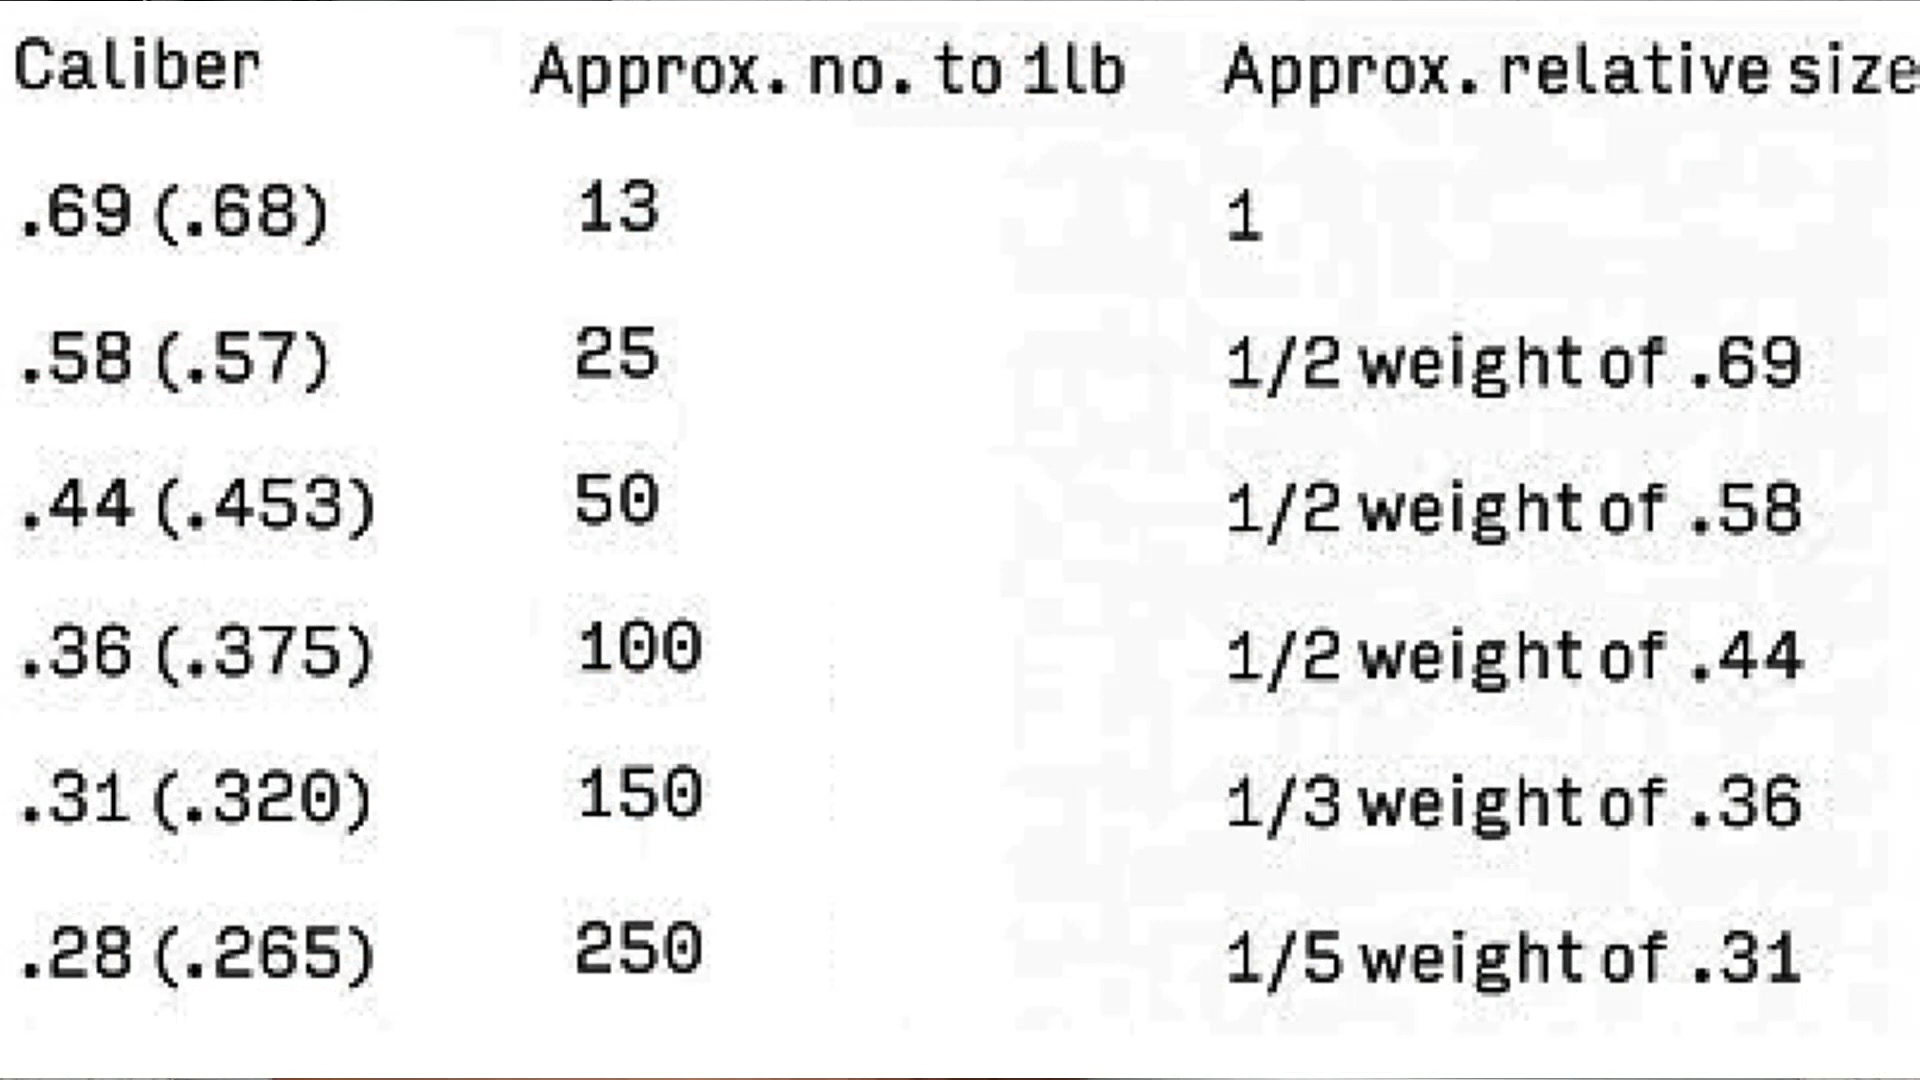 Caliber Approx. no. to 1lb Approx. relative size
.69 (.68) 13 1
.58 (.57) 25 1/2 weight of .69
.44 (.453) 50 1/2 weight of .58
.36 (.375) 100 1/2 weight of .44
.31 (.320) 150 1/3 weight of .36
.28 (.265) 250 1/5 weight of .31